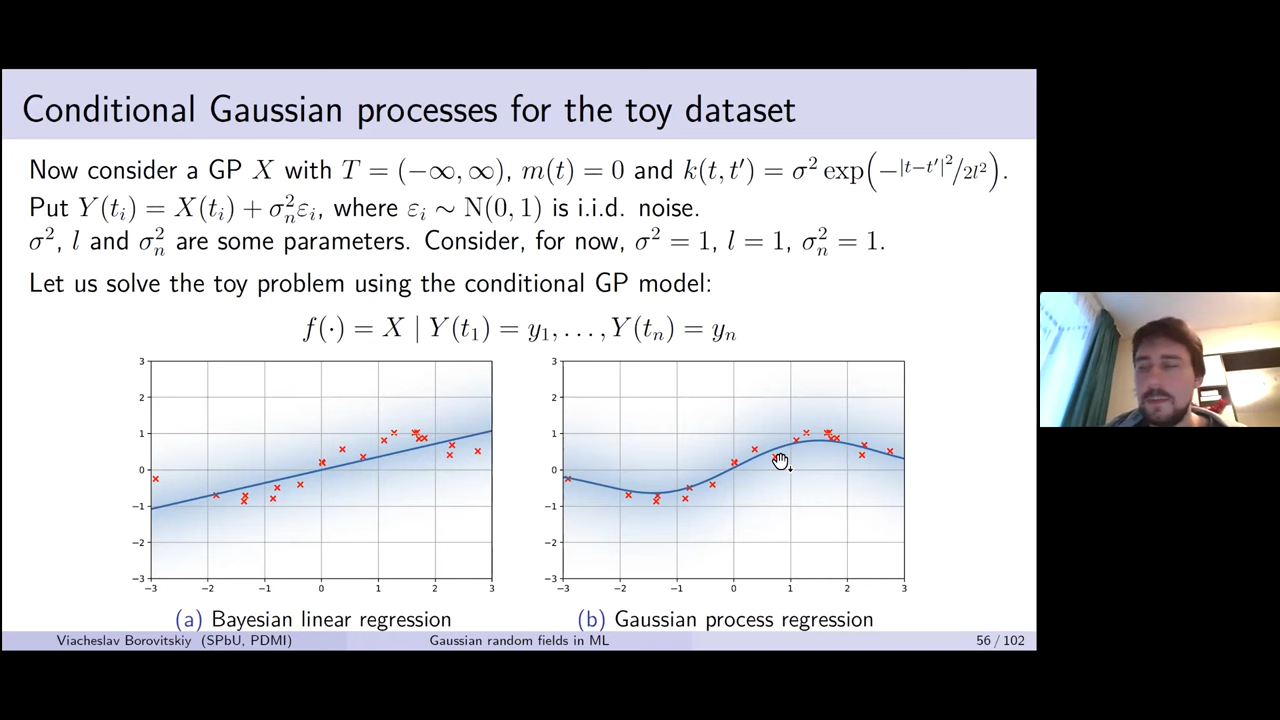 Conditional Gaussian processes for the toy dataset
Now consider a GP X with T = (−∞, ∞), m(t) = 0 and k(t, t′) = σ² exp(−|t−t′|²/2l²).
Put Y(tᵢ) = X(tᵢ) + σₙ²εᵢ, where εᵢ ∼ N(0, 1) is i.i.d. noise.
σ², l and σₙ² are some parameters. Consider, for now, σ² = 1, l = 1, σₙ² = 1.
Let us solve the toy problem using the conditional GP model:
f(·) = X | Y(t₁) = y₁, . . . , Y(tₙ) = yₙ
3
2
1
0
−1
−2
−3
−3 −2 −1 0 1 2 3
(a) Bayesian linear regression
3
2
1
0
−1
−2
−3
−3 −2 −1 0 1 2 3
(b) Gaussian process regression
Viacheslav Borovitskiy (SPbU, PDMI) Gaussian random fields in ML 56 / 102